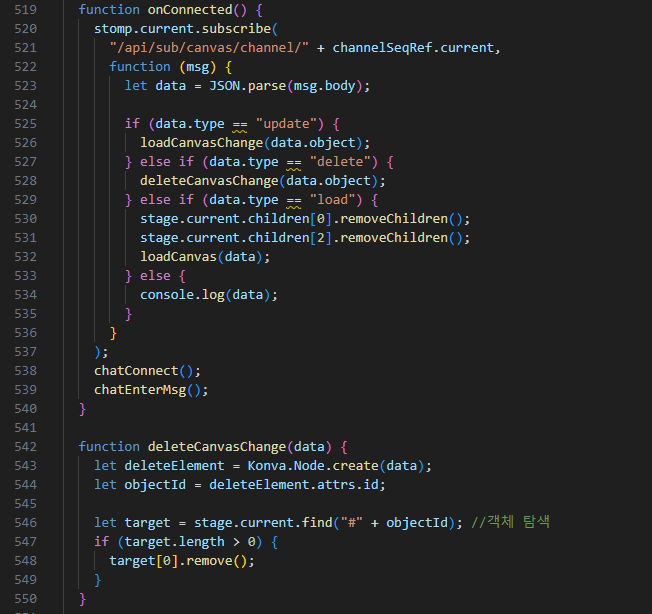 519 function onConnected() {
520 stomp.current.subscribe(
521 "/api/sub/canvas/channel/" + channelSeqRef.current,
522 function (msg) {
523 let data = JSON.parse(msg.body);
524
525 if (data.type == "update") {
526 loadCanvasChange(data.object);
527 } else if (data.type == "delete") {
528 deleteCanvasChange(data.object);
529 } else if (data.type == "load") {
530 stage.current.children[0].removeChildren();
531 stage.current.children[2].removeChildren();
532 loadCanvas(data);
533 } else {
534 console.log(data);
535 }
536 }
537 );
538 chatConnect();
539 chatEnterMsg();
540 }
541
542 function deleteCanvasChange(data) {
543 let deleteElement = Konva.Node.create(data);
544 let objectId = deleteElement.attrs.id;
545
546 let target = stage.current.find("#" + objectId); //객체 탐색
547 if (target.length > 0) {
548 target[0].remove();
549 }
550 }